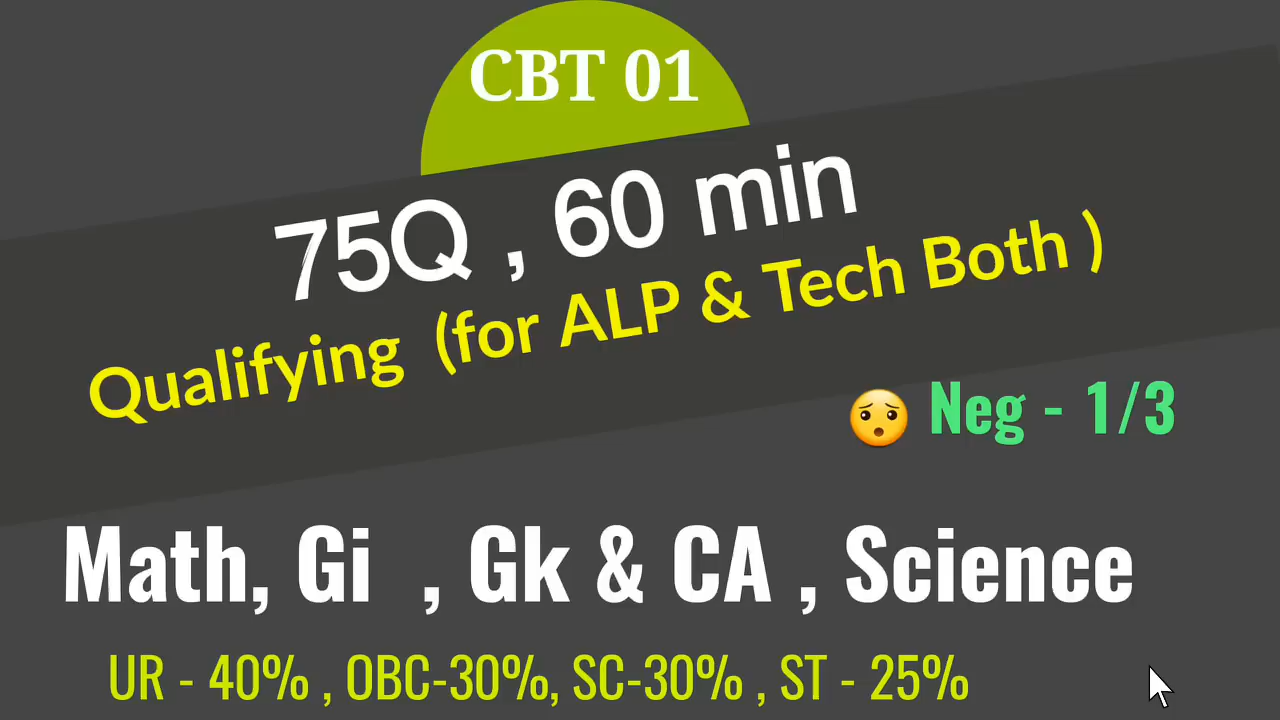 CBT 01
75Q , 60 min
Qualifying (for ALP & Tech Both )
😯 Neg - 1/3
Math, Gi , Gk & CA , Science
UR - 40% , OBC-30%, SC-30% , ST - 25%